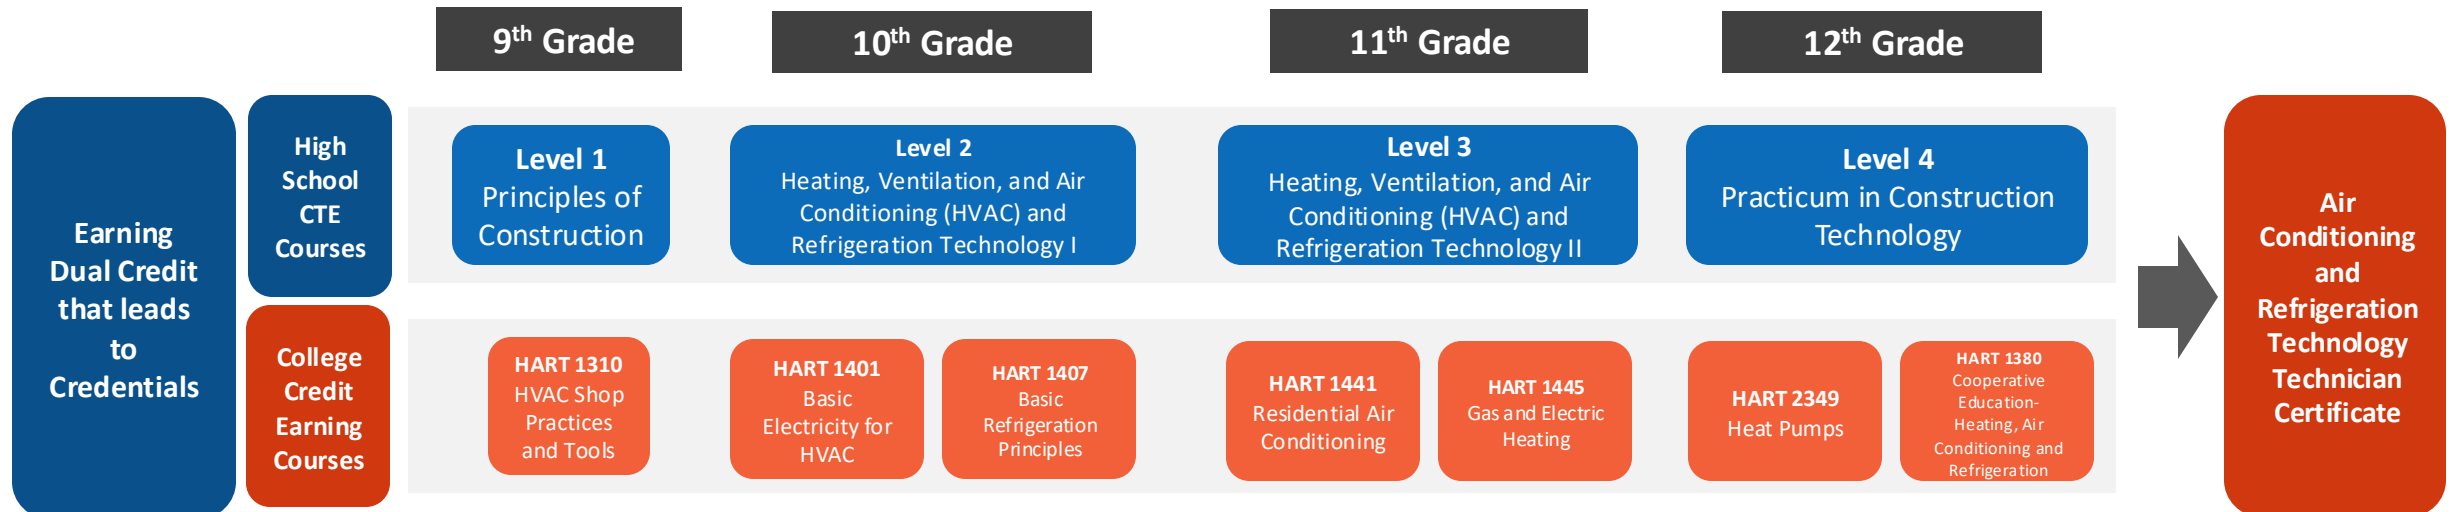 9th Grade
10th Grade
11th Grade
12th Grade
Earning
Dual Credit
that leads
to
Credentials
High
School
CTE
Courses
Level 1
Principles of
Construction
Level 2
Heating, Ventilation, and Air
Conditioning (HVAC) and
Refrigeration Technology I
Level 3
Heating, Ventilation, and Air
Conditioning (HVAC) and
Refrigeration Technology II
Level 4
Practicum in Construction
Technology
College
Credit
Earning
Courses
HART 1310
HVAC Shop
Practices
and Tools
HART 1401
Basic
Electricity for
HVAC
HART 1407
Basic
Refrigeration
Principles
HART 1441
Residential Air
Conditioning
HART 1445
Gas and Electric
Heating
HART 2349
Heat Pumps
HART 1380
Cooperative
Education-
Heating, Air
Conditioning and
Refrigeration
Air
Conditioning
and
Refrigeration
Technology
Technician
Certificate